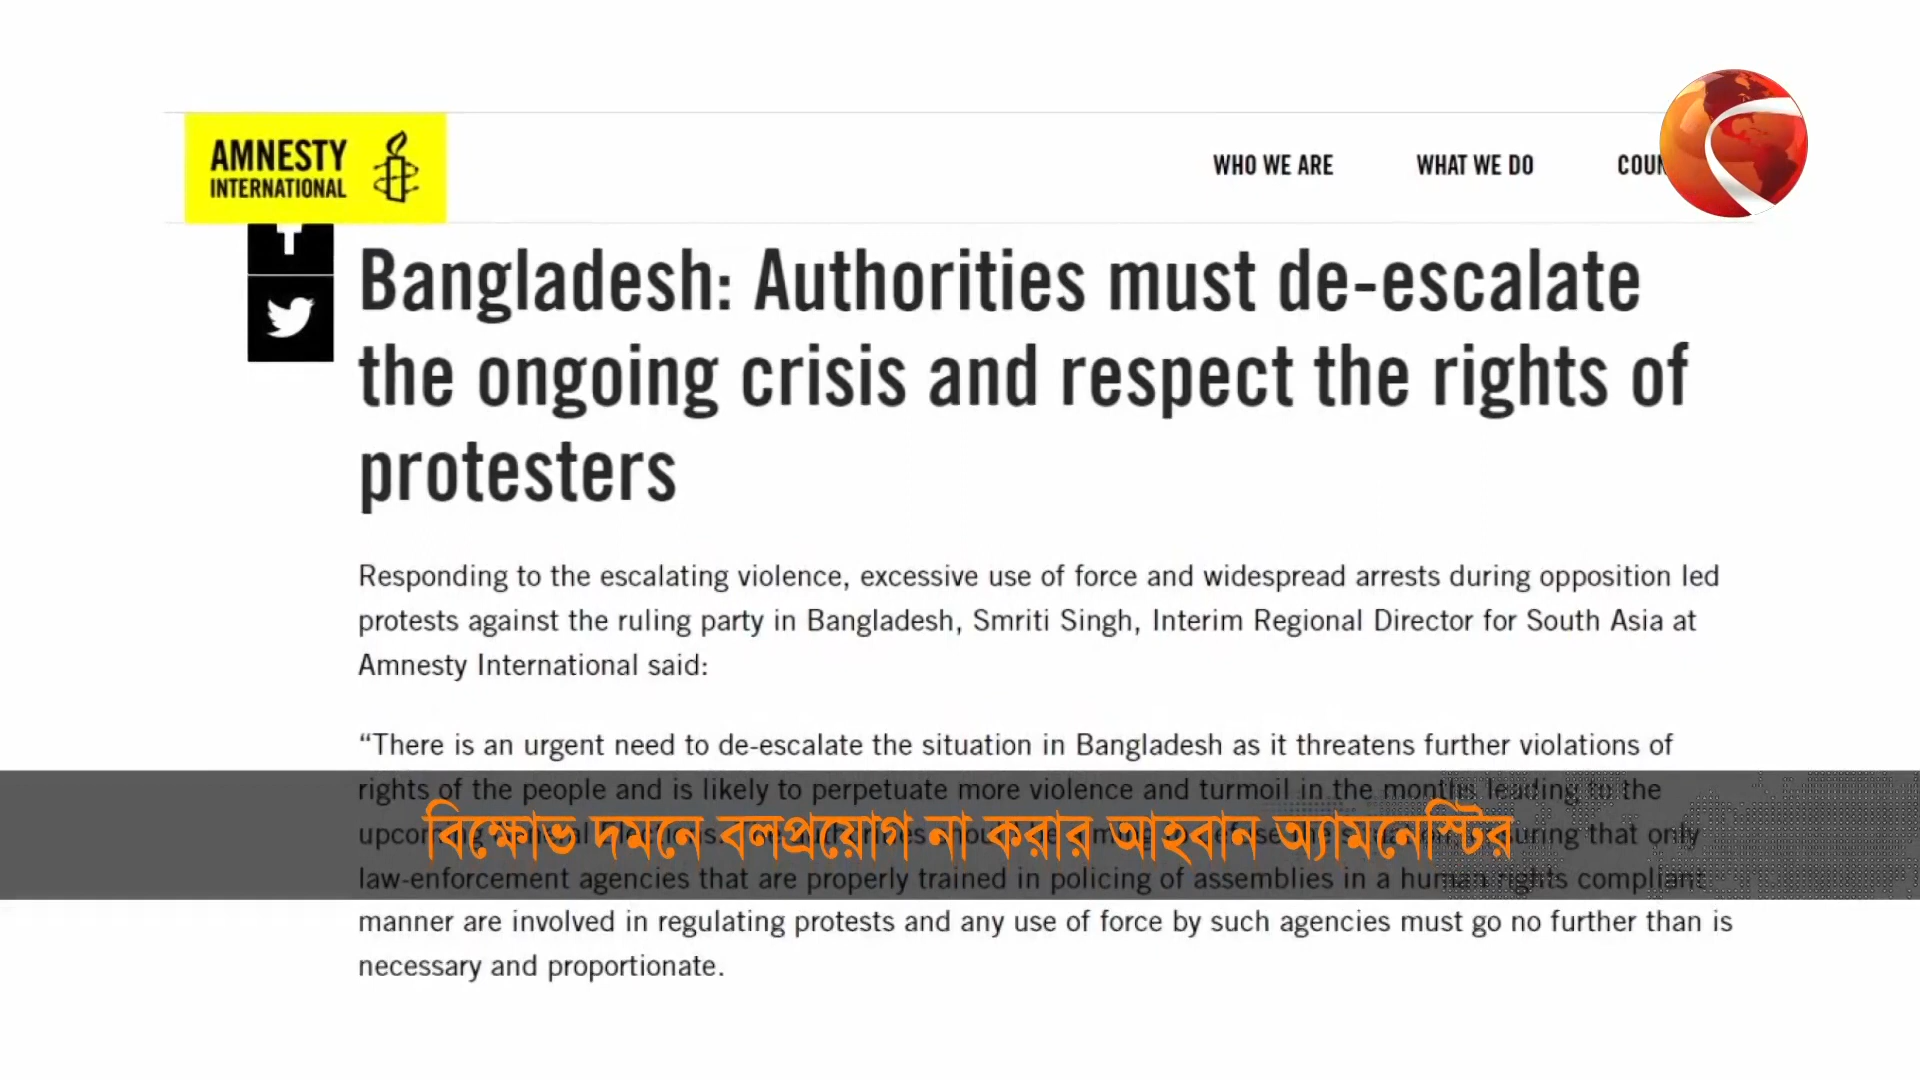 AMNESTY
INTERNATIONAL
WHO WE ARE
WHAT WE DO
Bangladesh: Authorities must de-escalate
the ongoing crisis and respect the rights of
protesters
Responding to the escalating violence, excessive use of force and widespread arrests during opposition led
protests against the ruling party in Bangladesh, Smriti Singh, Interim Regional Director for South Asia at
Amnesty International said:
“There is an urgent need to de-escalate the situation in Bangladesh as it threatens further violations of
rights of the people and is likely to perpetuate more violence and turmoil in the months leading to the
that only
বিক্ষোভ দমনে বলপ্রয়োগ না করার আহবান অ্যামনেস্টির
law-enforcement agencies that are properly trained in policing of assemblies in a human rights compliant
manner are involved in regulating protests and any use of force by such agencies must go no further than is
necessary and proportionate.